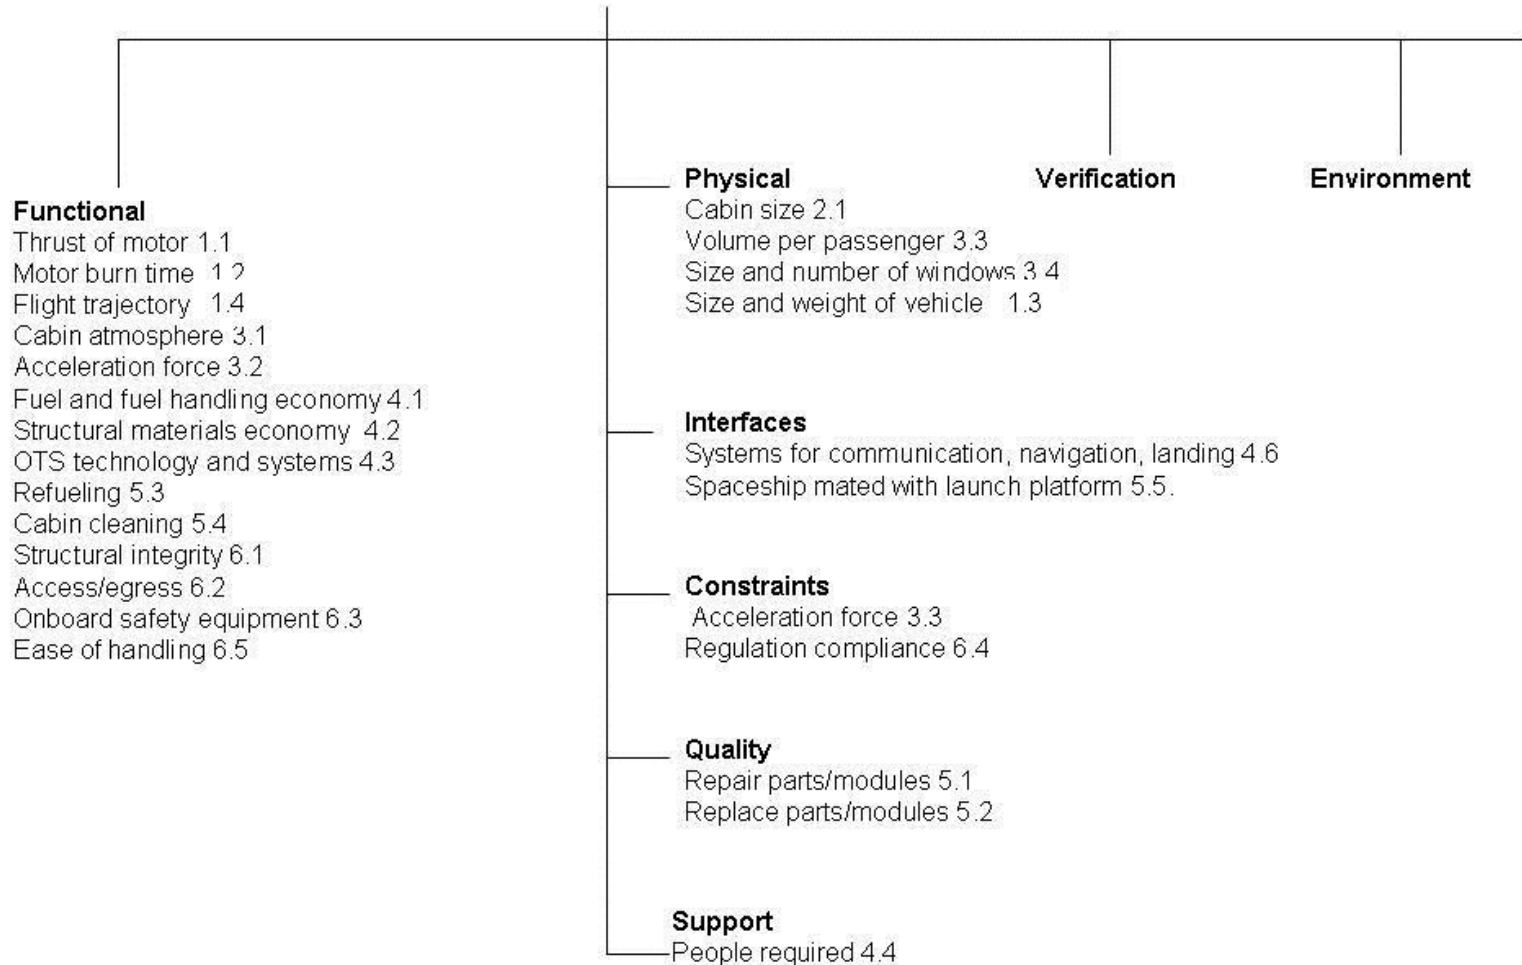 Functional
Thrust of motor 1.1
Motor burn time 1.2
Flight trajectory 1.4
Cabin atmosphere 3.1
Acceleration force 3.2
Fuel and fuel handling economy 4.1
Structural materials economy 4.2
OTS technology and systems 4.3
Refueling 5.3
Cabin cleaning 5.4
Structural integrity 6.1
Access/egress 6.2
Onboard safety equipment 6.3
Ease of handling 6.5
Physical
Cabin size 2.1
Volume per passenger 3.3
Size and number of windows 3.4
Size and weight of vehicle 1.3
Interfaces
Systems for communication, navigation, landing 4.6
Spaceship mated with launch platform 5.5.
Constraints
Acceleration force 3.3
Regulation compliance 6.4
Quality
Repair parts/modules 5.1
Replace parts/modules 5.2
Support
People required 4.4
Verification
Environment